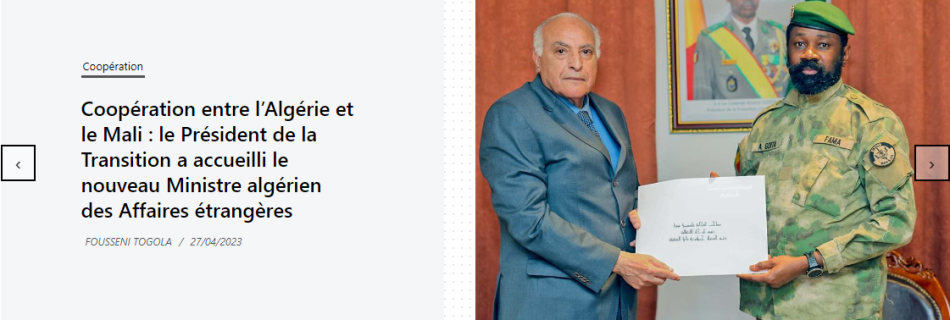 Coopération
Coopération entre l'Algérie et
le Mali : le Président de la
Transition a accueilli le
nouveau Ministre algérien
des Affaires étrangères
FOUSSENI TOGOLA / 27/04/2023
A. GOITA
FAMA